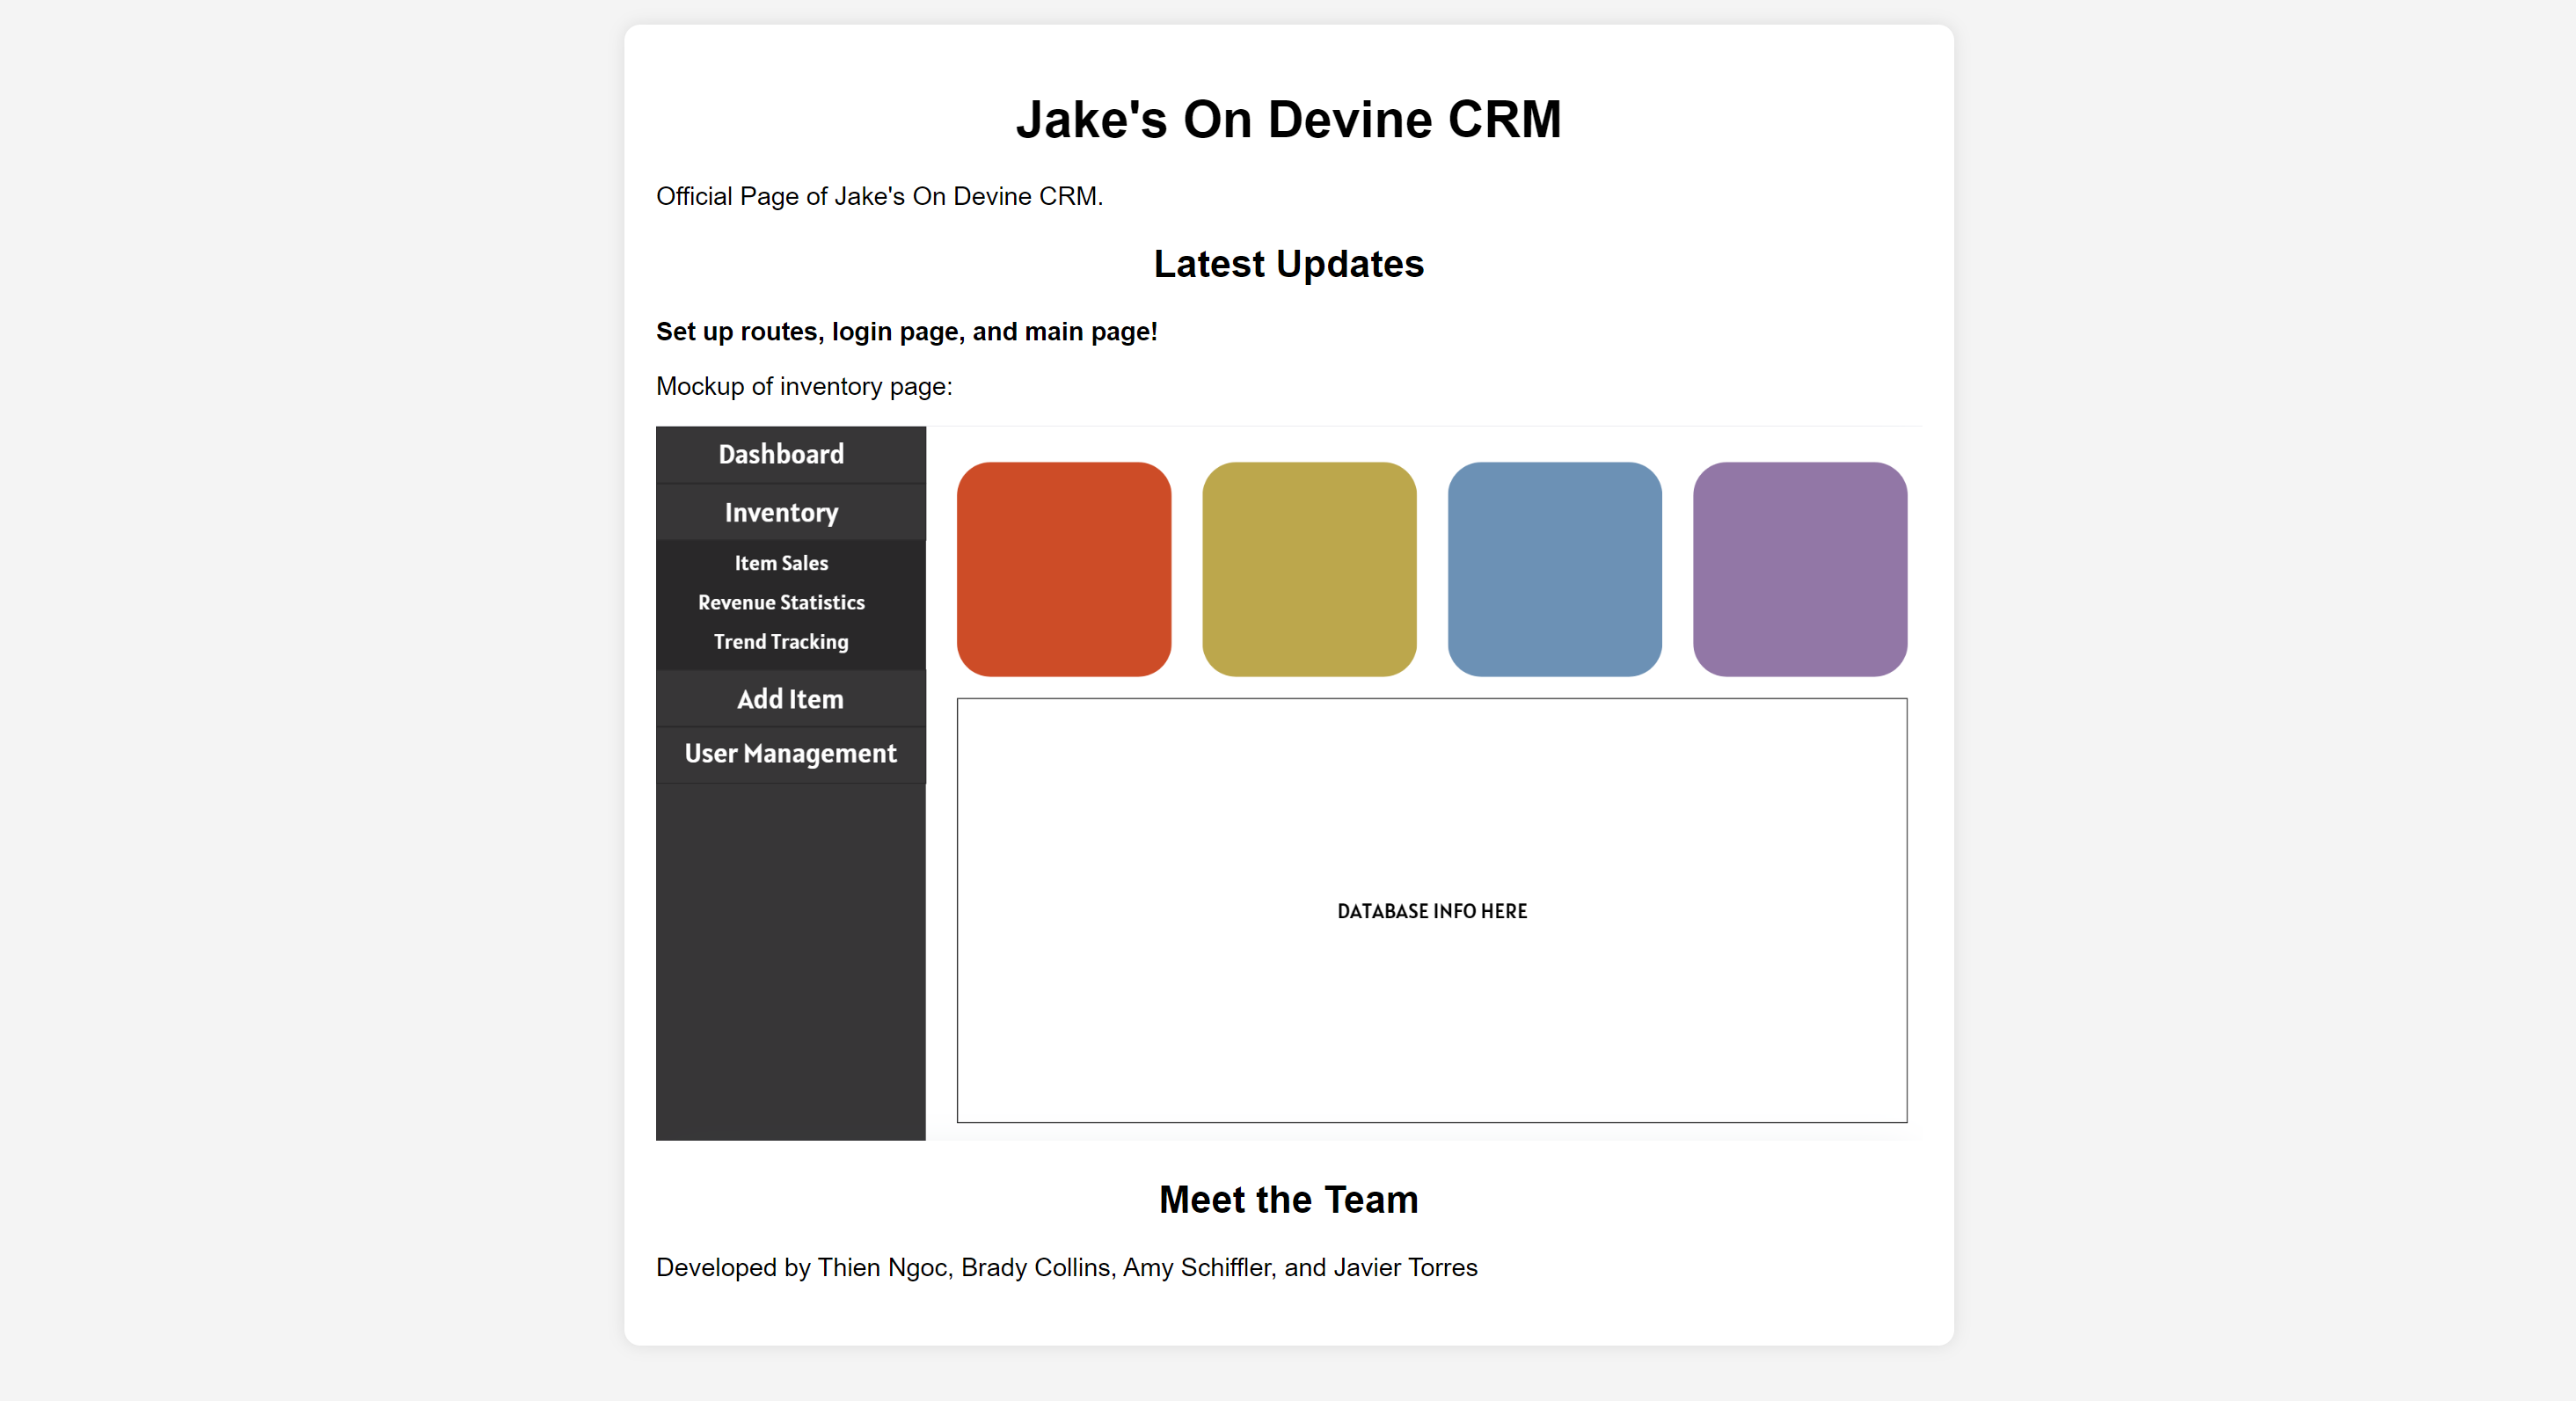 Jake's On Devine CRM
Official Page of Jake's On Devine CRM.
Latest Updates
Set up routes, login page, and main page!
Mockup of inventory page:
Dashboard
Inventory
Item Sales
Revenue Statistics
Trend Tracking
Add Item
User Management
DATABASE INFO HERE
Meet the Team
Developed by Thien Ngoc, Brady Collins, Amy Schiffler, and Javier Torres